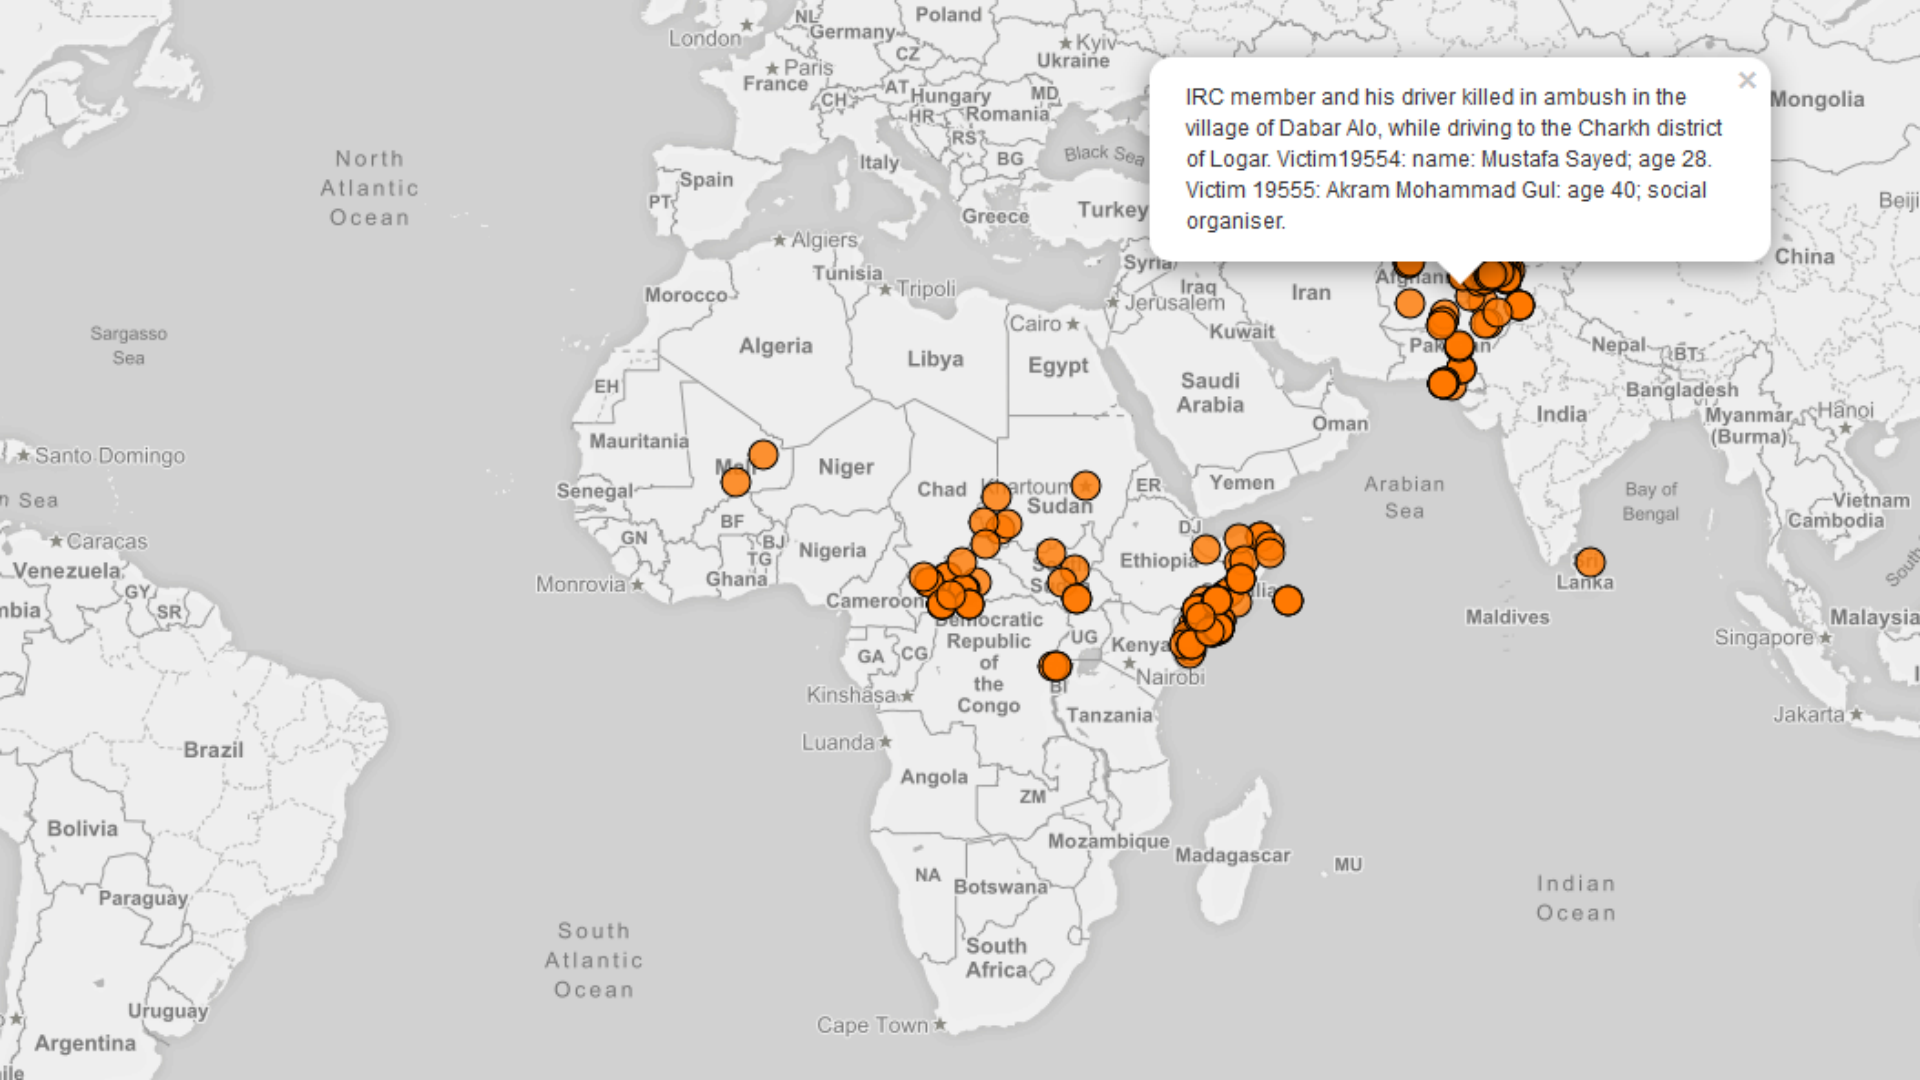 Poland
NL
London
Germany
Kyiv
CZ
Ukraine
Paris
France
AT
Hungary
MD
CH
HR
Romania
RS
Italy
BG
Black Sea
Spain
PT
Greece
Turkey
×
IRC member and his driver killed in ambush in the
village of Dabar Alo, while driving to the Charkh district
of Logar. Victim19554: name: Mustafa Sayed; age 28.
Victim 19555: Akram Mohammad Gul: age 40; social
organiser.
Mongolia
China
North
Atlantic
Ocean
Algiers
Tunisia
Tripoli
Morocco
Syria
Iraq
Jerusalem
Iran
Cairo
Kuwait
Sargasso
Sea
Algeria
Libya
Egypt
Nepal
BT
EH
Saudi
Arabia
Bangladesh
India
Myanmar
(Burma)
Hanoi
Oman
Mauritania
Santo Domingo
Niger
Chad
Khartoum
Sudan
ER
Yemen
Arabian
Sea
Bay of
Bengal
Vietnam
Cambodia
Senegal
n Sea
BF
DJ
GN
BJ
TG
Nigeria
Ethiopia
Caracas
Venezuela
Ghana
Monrovia
GY
SR
Cameroon
Sri
Lanka
Maldives
Malaysia
Singapore
Democratic
Republic
of
the
Congo
UG
Kenya
GA
CG
Nairobi
BI
Kinshasa
Tanzania
Jakarta
Luanda
Brazil
Angola
ZM
Bolivia
Mozambique
Madagascar
MU
NA
Botswana
Paraguay
Indian
Ocean
South
Atlantic
Ocean
South
Africa
Uruguay
Cape Town
Argentina